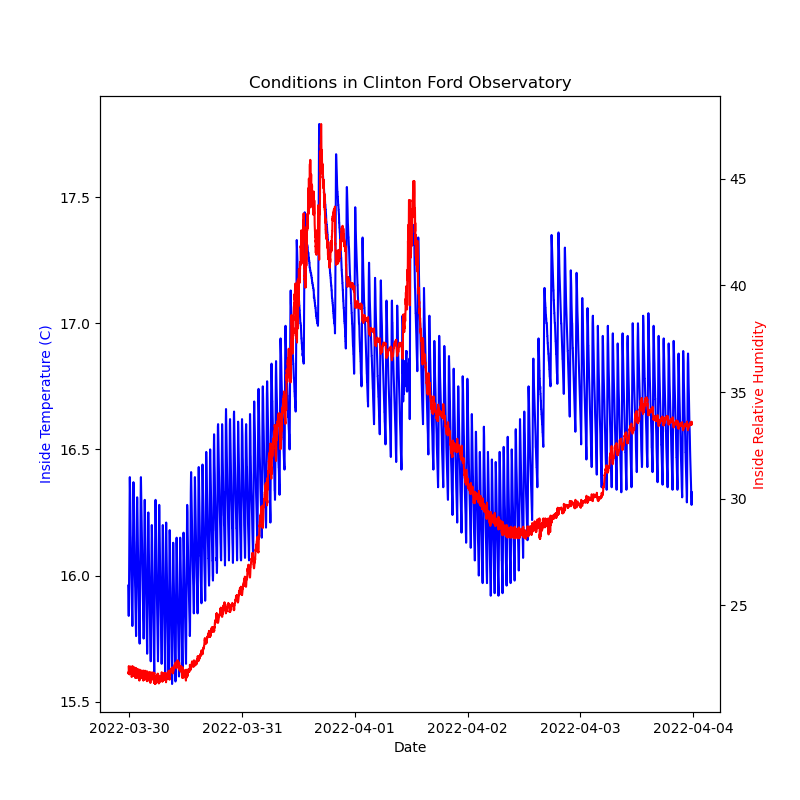 Conditions in Clinton Ford Observatory
17.5
17.0
16.5
16.0
15.5
Inside Temperature (C)
45
40
35
30
25
Inside Relative Humidity
2022-03-30 2022-03-31 2022-04-01 2022-04-02 2022-04-03 2022-04-04
Date